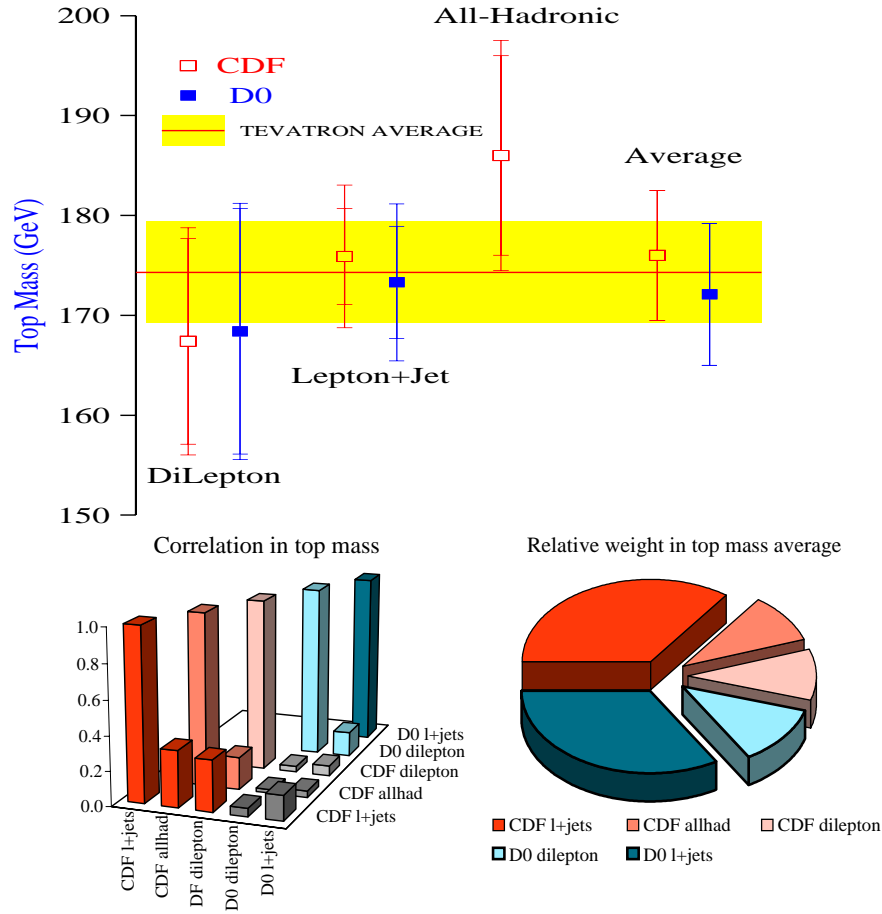 200
All-Hadronic
CDF
D0
190
TEVATRON AVERAGE
Average
180
Top Mass (GeV)
170
Lepton+Jet
160
DiLepton
150
Correlation in top mass
1.0
0.8
0.6
0.4
0.2
0.0
D0 l+jets
D0 dilepton
CDF dilepton
CDF allhad
CDF l+jets
CDF l+jets
CDF allhad
DF dilepton
D0 dilepton
D0 l+jets
Relative weight in top mass average
CDF l+jets CDF allhad CDF dilepton
D0 dilepton D0 l+jets